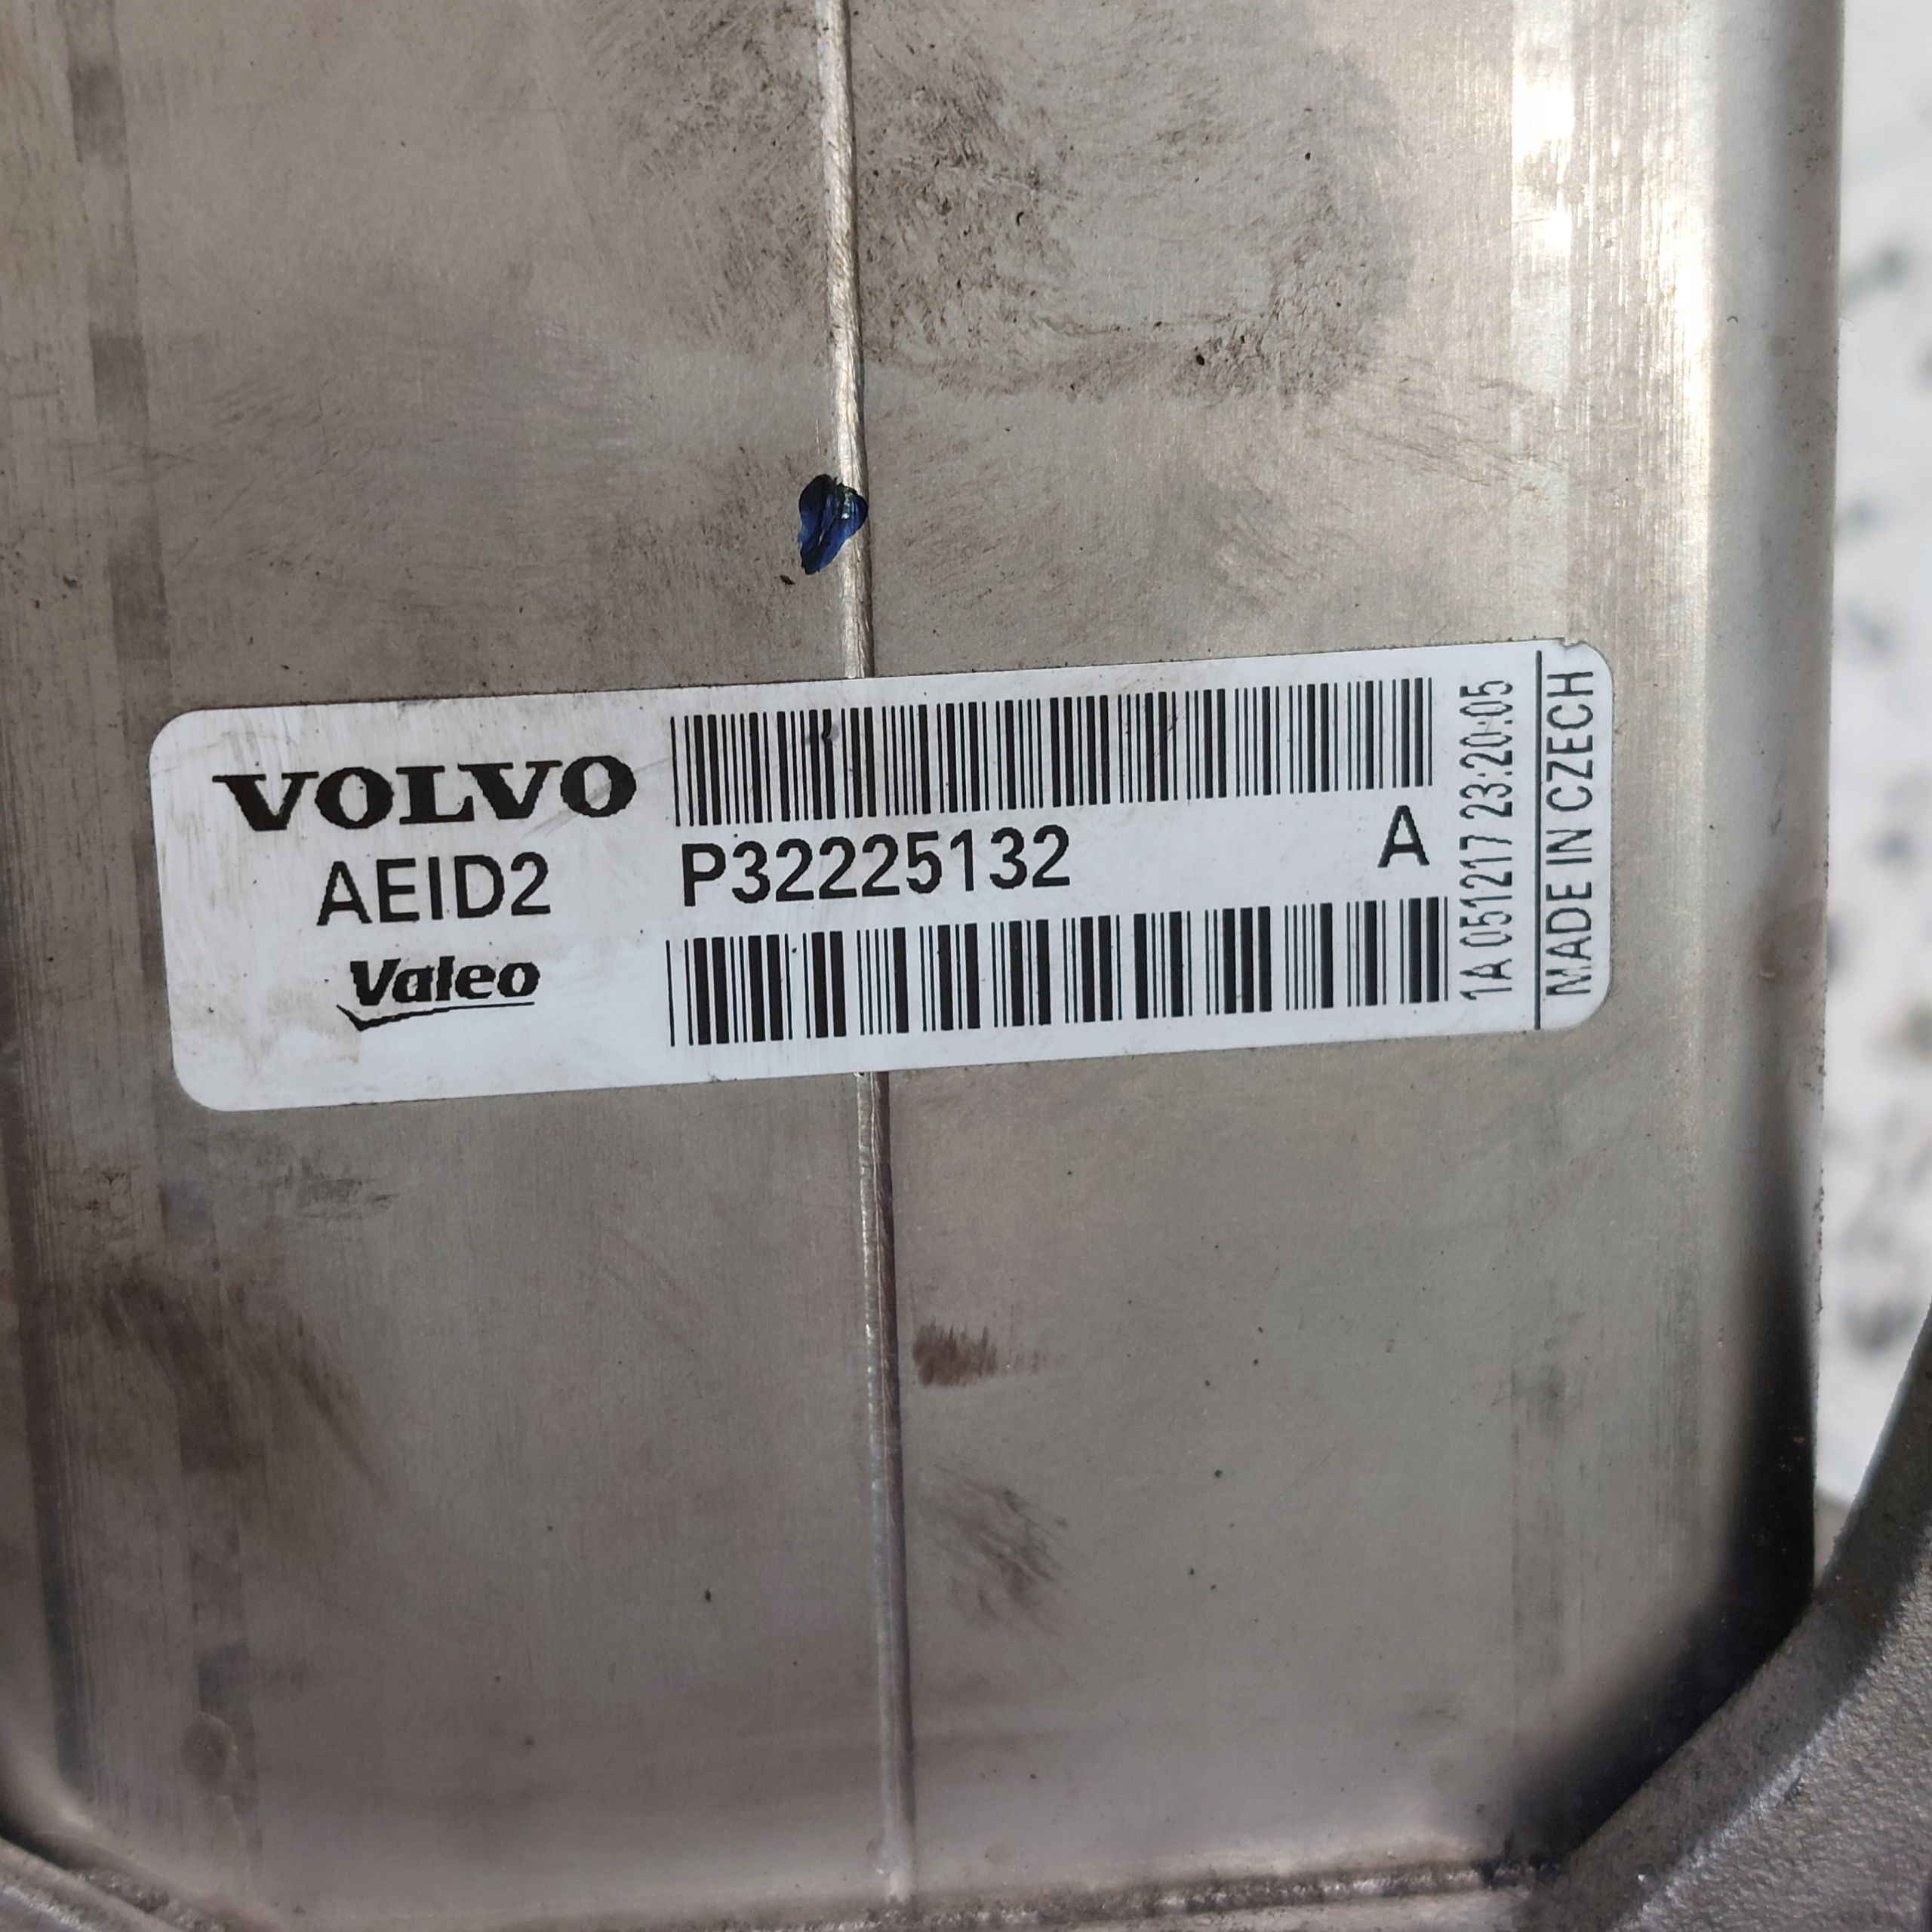 VOLVO
AEID2
Valeo
P32225132 A
1A 051217 23:20:05
MADE IN CZECH